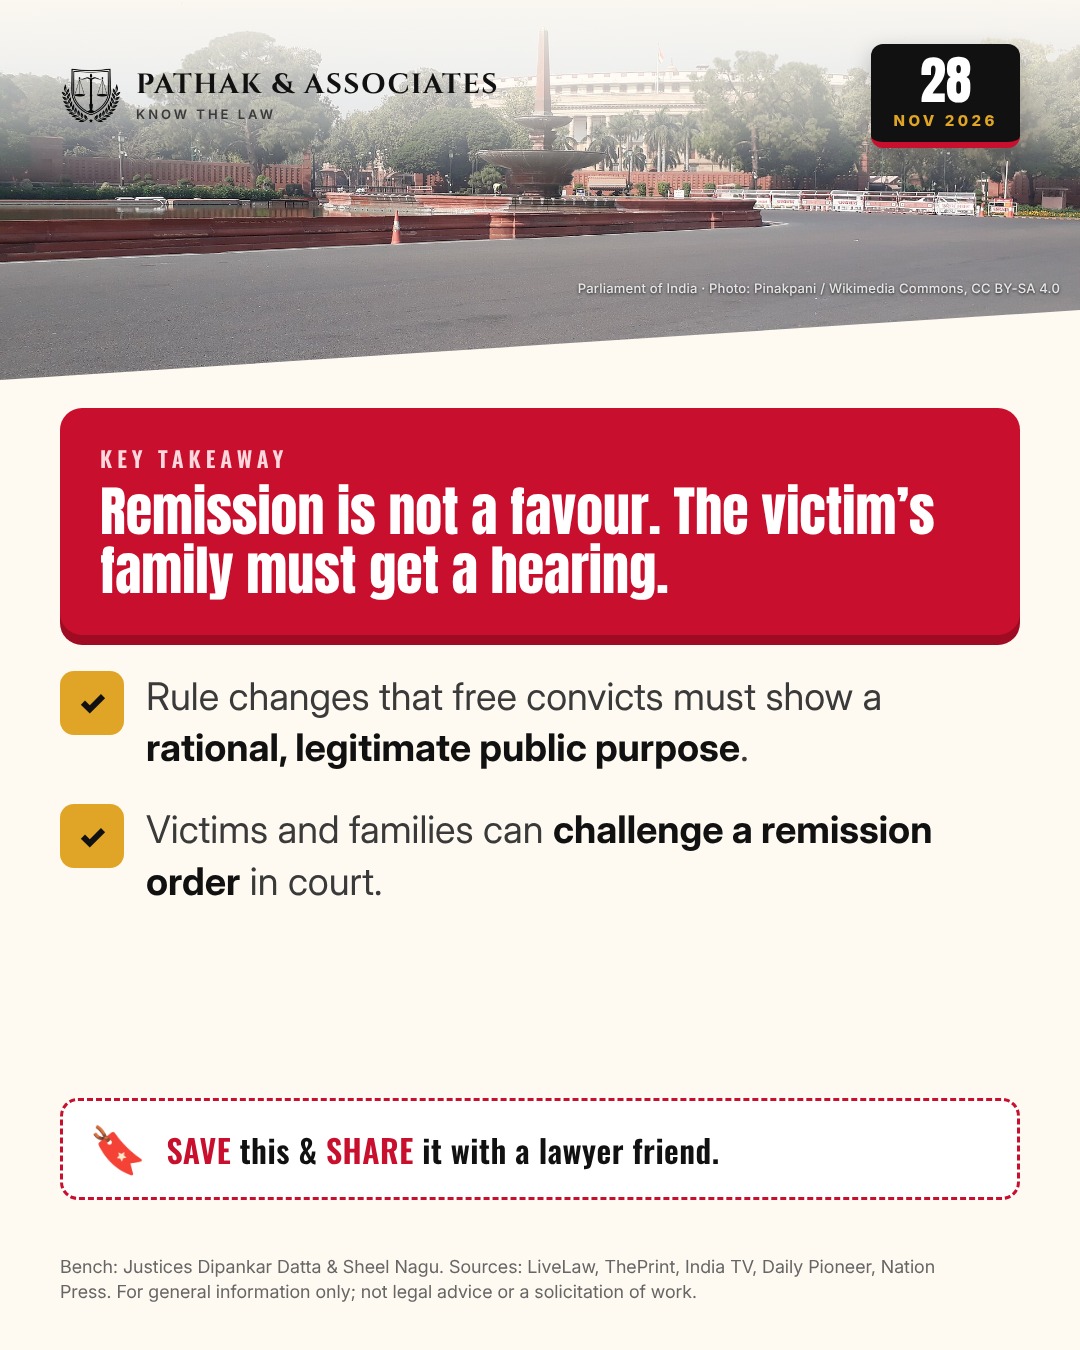 PATHAK & ASSOCIATES
KNOW THE LAW
28
NOV 2026
Parliament of India · Photo: Pinakpani / Wikimedia Commons, CC BY-SA 4.0
KEY TAKEAWAY
Remission is not a favour. The victim’s
family must get a hearing.
Rule changes that free convicts must show a
rational, legitimate public purpose.
Victims and families can challenge a remission
order in court.
SAVE this & SHARE it with a lawyer friend.
Bench: Justices Dipankar Datta & Sheel Nagu. Sources: LiveLaw, ThePrint, India TV, Daily Pioneer, Nation
Press. For general information only; not legal advice or a solicitation of work.